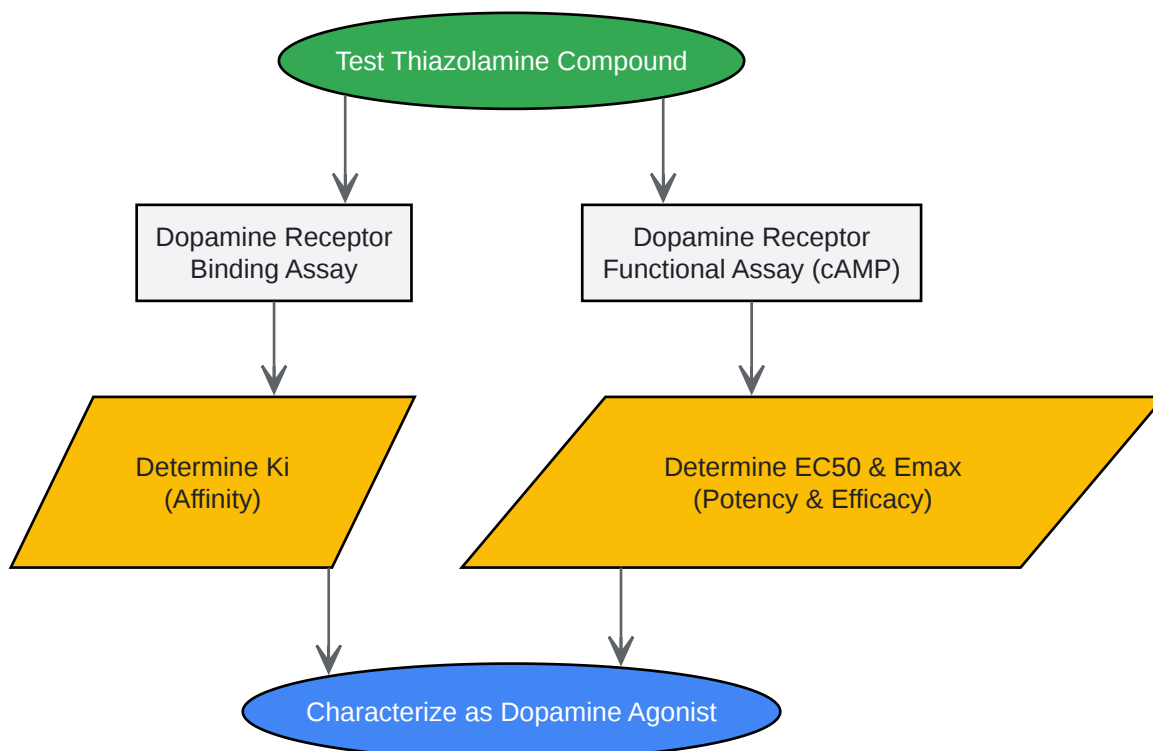 Test Thiazolamine Compound
Dopamine Receptor
Binding Assay
Dopamine Receptor
Functional Assay (cAMP)
Determine Ki
(Affinity)
Determine EC50 & Emax
(Potency & Efficacy)
Characterize as Dopamine Agonist